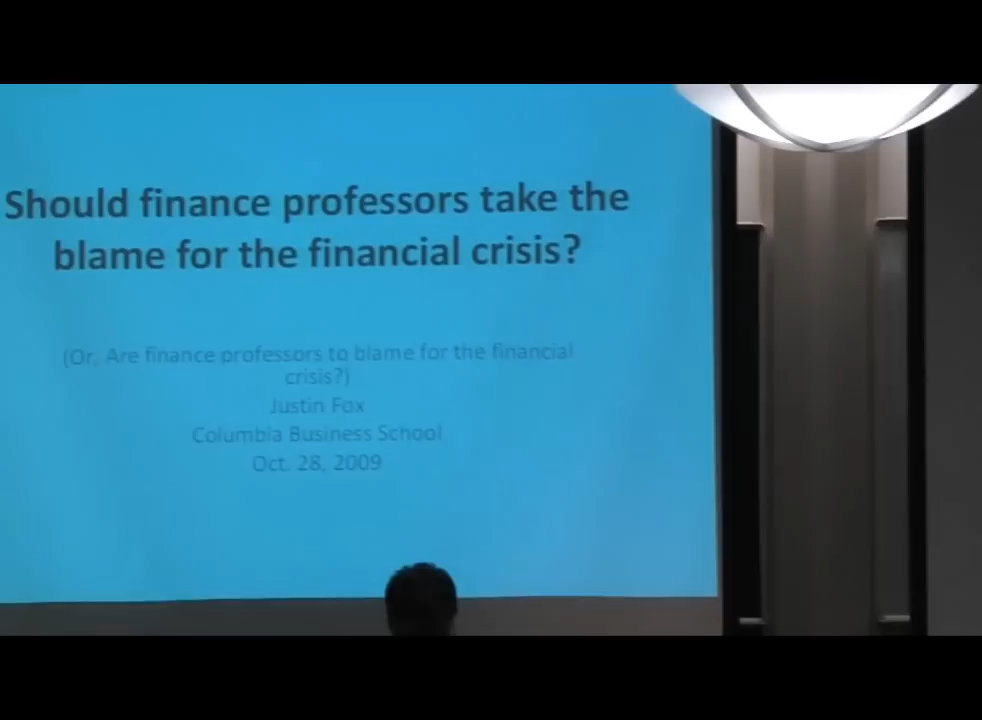 Should finance professors take the
blame for the financial crisis?
(Or, Are finance professors to blame for the financial
crisis?)
Justin Fox
Columbia Business School
Oct. 28, 2009